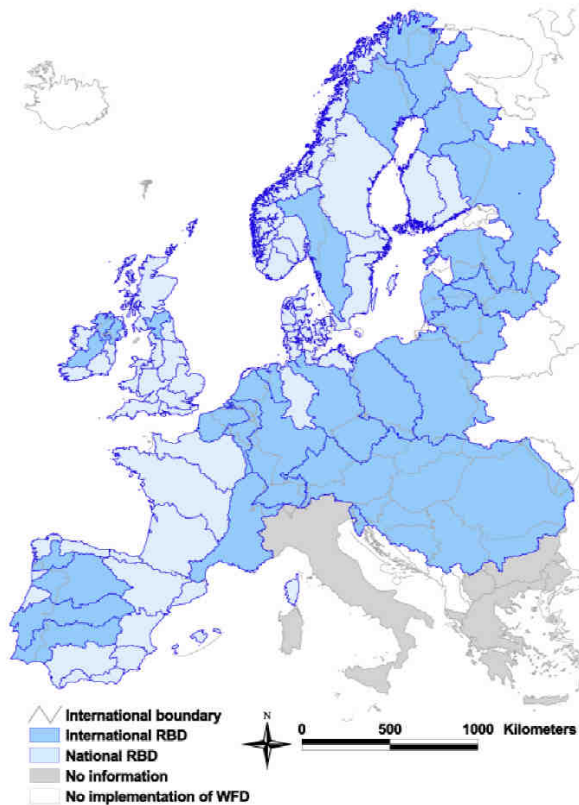 International boundary
International RBD
National RBD
No information
No implementation of WFD
N
0 500 1000 Kilometers